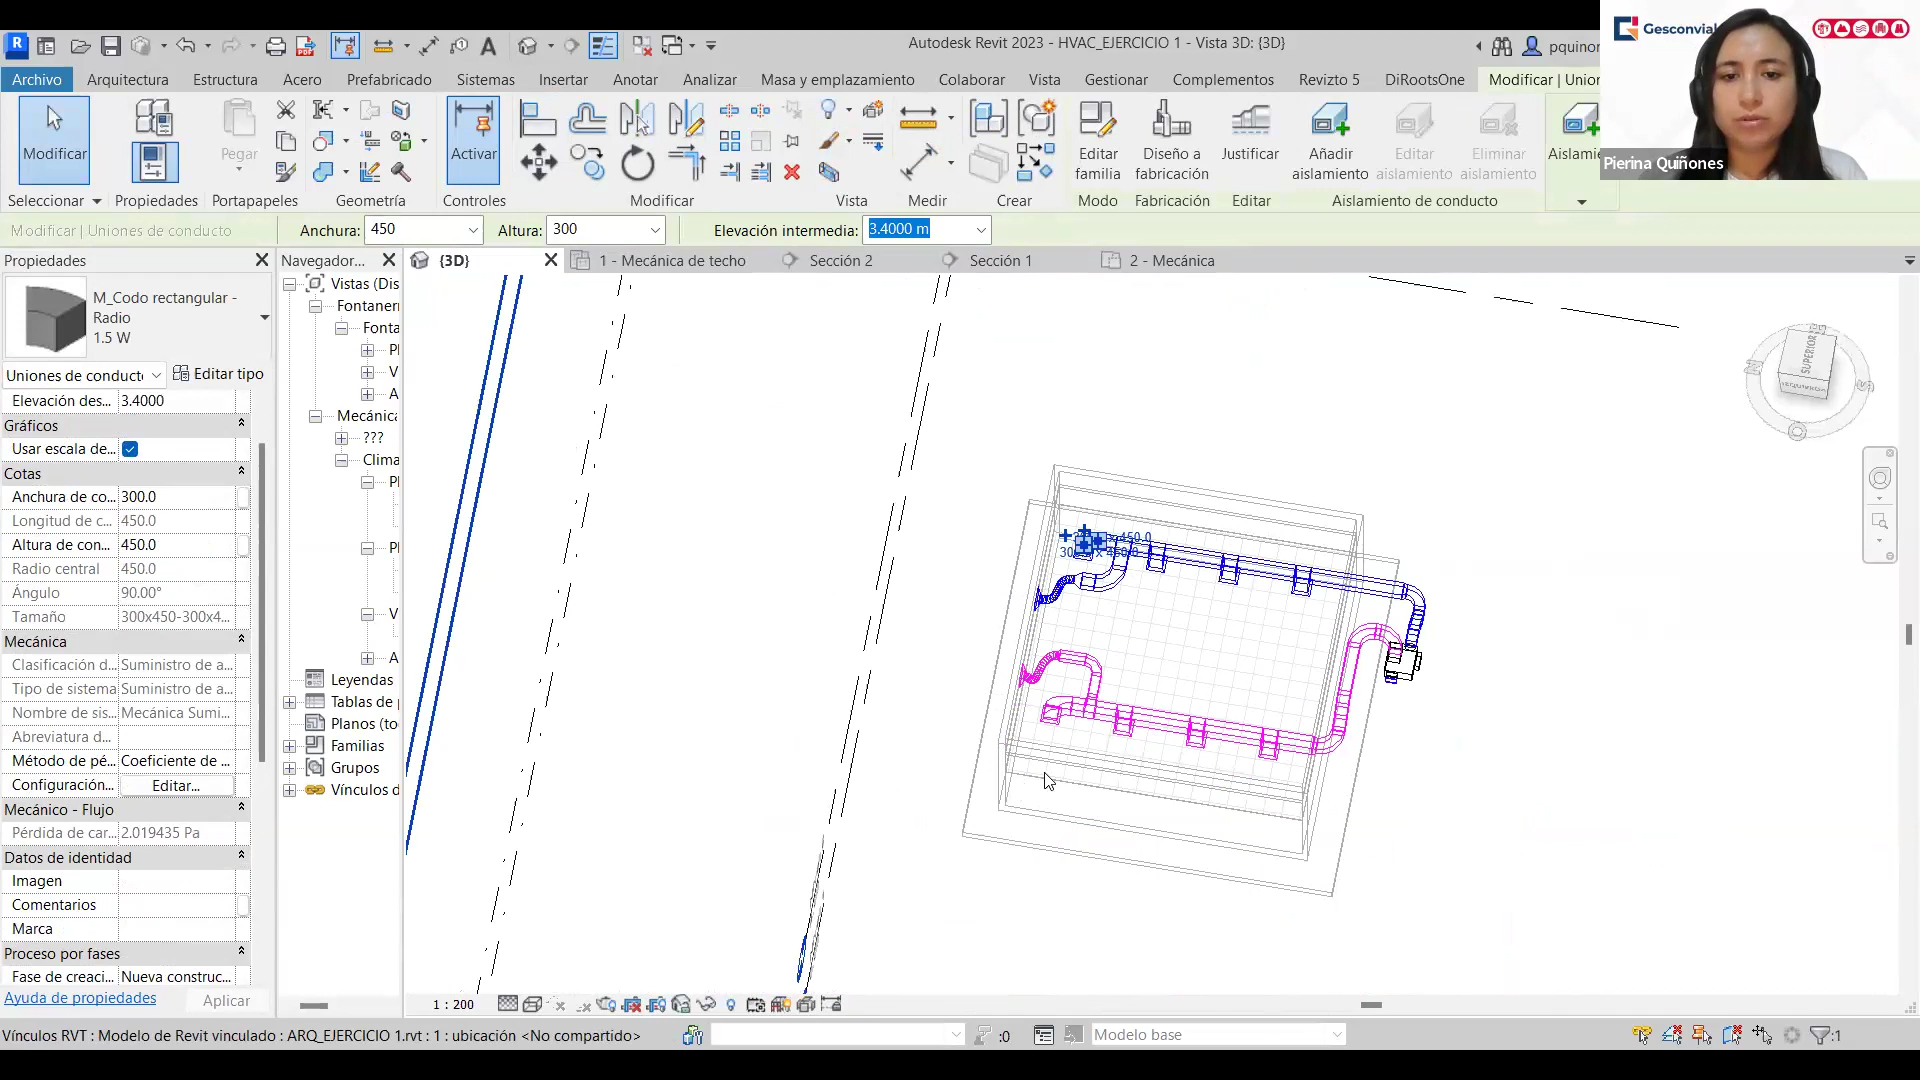 Autodesk Revit 2023 - HVAC_EJERCICIO 1 - Vista 3D: {3D}
pquinor
Gesconvial
Pierina Quiñones
Archivo
Arquitectura
Estructura
Acero
Prefabricado
Sistemas
Insertar
Anotar
Analizar
Masa y emplazamiento
Colaborar
Vista
Gestionar
Complementos
Revizto 5
DiRootsOne
Modificar | Union
Modificar
Pegar
Activar
Editar familia
Diseño a fabricación
Justificar
Añadir aislamiento
Editar aislamiento
Eliminar aislamiento
Aislamie
Seleccionar
Propiedades
Portapapeles
Geometría
Controles
Modificar
Vista
Medir
Crear
Modo
Fabricación
Editar
Aislamiento de conducto
Modificar | Uniones de conducto
Anchura: 450
Altura: 300
Elevación intermedia: 3.4000 m
Propiedades
Navegador...
{3D}
1 - Mecánica de techo
Sección 2
Sección 1
2 - Mecánica
M_Codo rectangular - Radio
1.5 W
Uniones de conducto
Editar tipo
Elevación des... 3.4000
Gráficos
Usar escala de...
Cotas
Anchura de co... 300.0
Longitud de c... 450.0
Altura de con... 450.0
Radio central 450.0
Ángulo 90.00°
Tamaño 300x450-300x4...
Mecánica
Clasificación d... Suministro de a...
Tipo de sistema Suministro de a...
Nombre de sis... Mecánica Sumi...
Abreviatura d...
Método de pé... Coeficiente de ...
Configuración... Editar...
Mecánico - Flujo
Pérdida de car... 2.019435 Pa
Datos de identidad
Imagen
Comentarios
Marca
Proceso por fases
Fase de creaci... Nueva construc...
Ayuda de propiedades
Aplicar
Vistas (Dis
Fontanerí
Fonta
Pl
V
A
Mecánica
???
Clima
Pl
Pl
V
A
Leyendas
Tablas de p
Planos (to
Familias
Grupos
Vínculos d
SUPERIOR
1 : 200
Vínculos RVT : Modelo de Revit vinculado : ARQ_EJERCICIO 1.rvt : 1 : ubicación <No compartido>
:0
Modelo base
:1